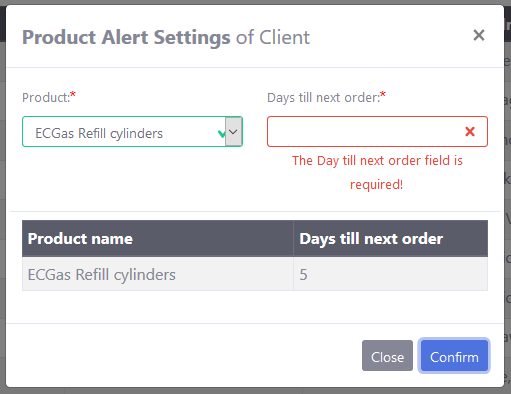 Product Alert Settings of Client
×
Product:*
Days till next order:*
ECGas Refill cylinders
The Day till next order field is
required!
Product name
Days till next order
ECGas Refill cylinders
5
Close
Confirm